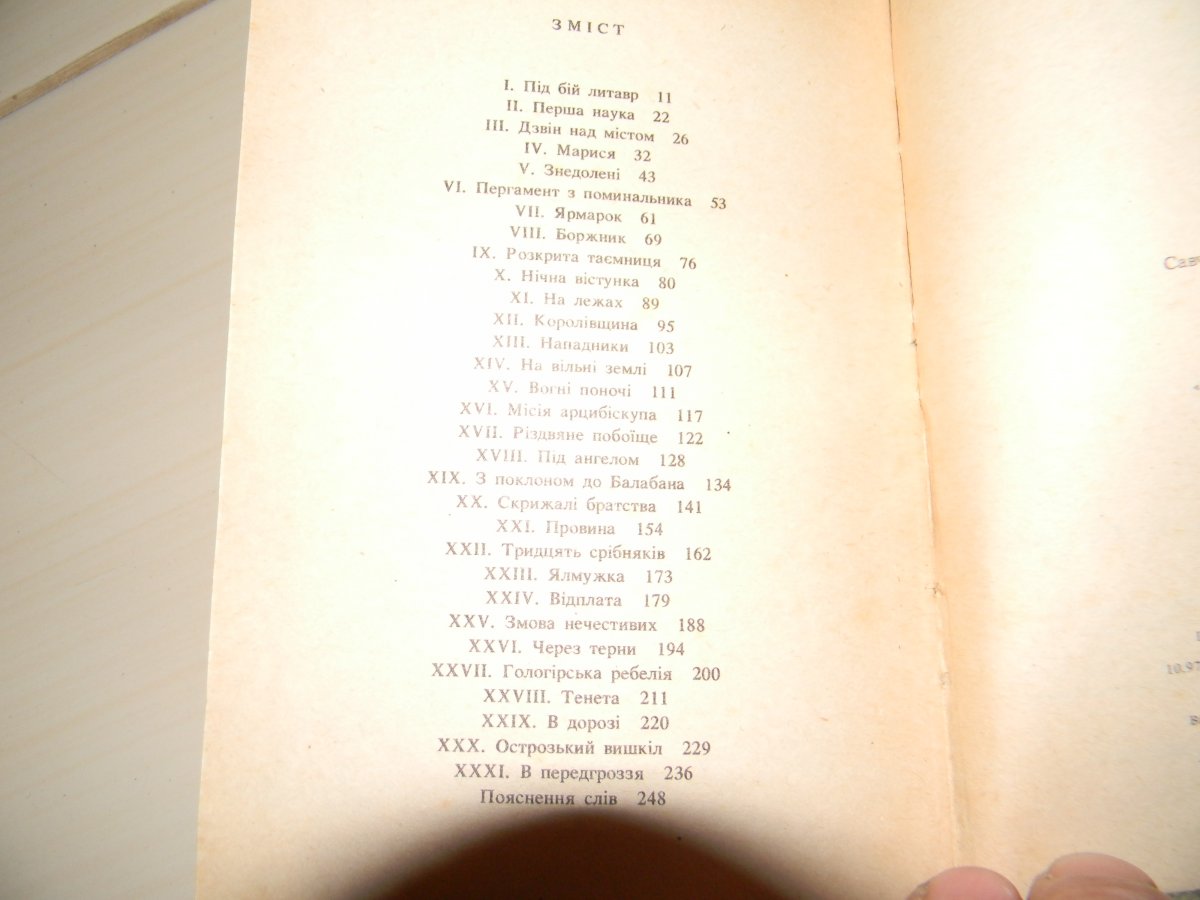 ЗМІСТ
I. Під бій литавр 11
II. Перша наука 22
III. Дзвін над містом 26
IV. Марися 32
V. Знедолені 43
VI. Пергамент з поминальника 53
VII. Ярмарок 61
VIII. Боржник 69
IX. Розкрита таємниця 76
X. Нічна вістунка 80
XI. На лежах 89
XII. Королівщина 95
XIII. Нападники 103
XIV. На вільні землі 107
XV. Вогні поночі 111
XVI. Місія арцибіскупа 117
XVII. Різдвяне побоїще 122
XVIII. Під ангелом 128
XIX. З поклоном до Балабана 134
XX. Скрижалі братства 141
XXI. Провина 154
XXII. Тридцять срібняків 162
XXIII. Ялмужка 173
XXIV. Відплата 179
XXV. Змова нечестивих 188
XXVI. Через терни 194
XXVII. Гологірська ребелія 200
XXVIII. Тенета 211
XXIX. В дорозі 220
XXX. Острозький вишкіл 229
XXXI. В передгроззя 236
Пояснення слів 248
10.97